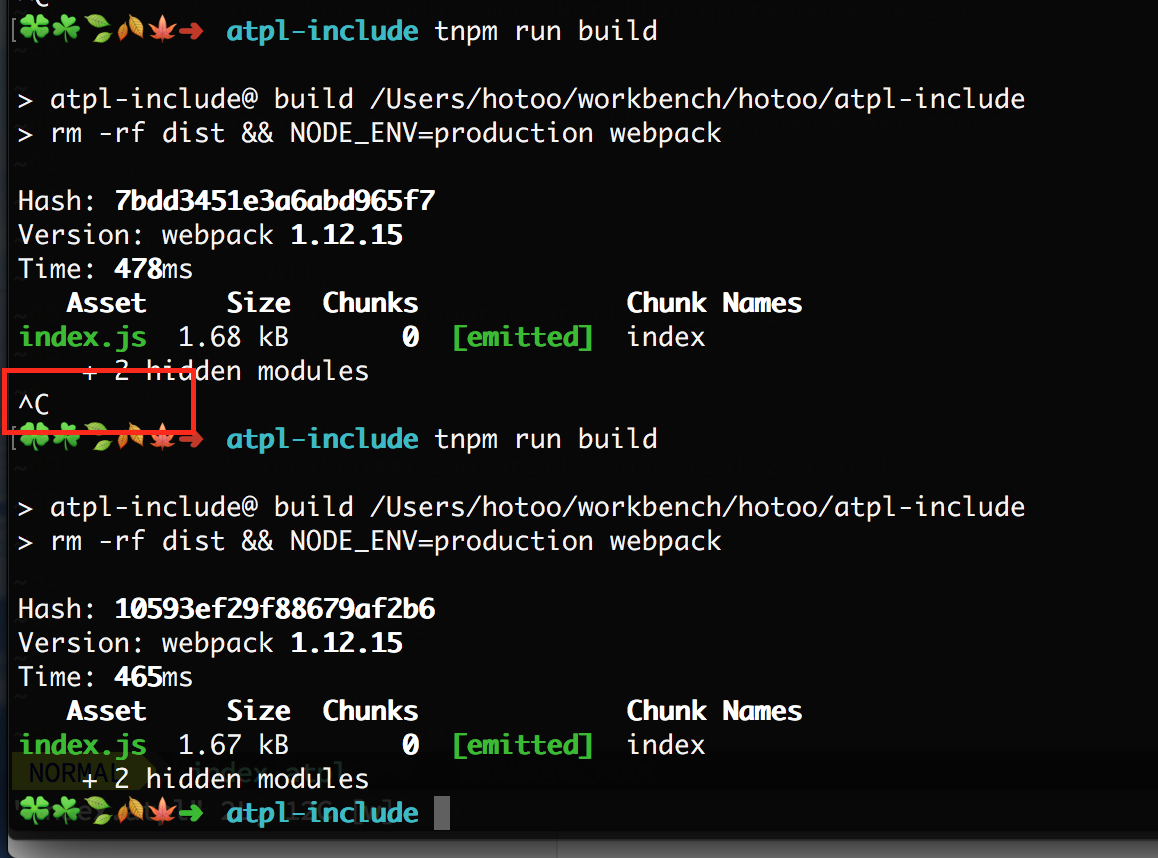 ^C
🍀☘️🍃🍂🍁➜ atpl-include tnpm run build
> atpl-include@ build /Users/hotoo/workbench/hotoo/atpl-include
> rm -rf dist && NODE_ENV=production webpack
Hash: 7bdd3451e3a6abd965f7
Version: webpack 1.12.15
Time: 478ms
Asset Size Chunks Chunk Names
index.js 1.68 kB 0 [emitted] index
+ 2 hidden modules
^C
🍀☘️🍃🍂🍁➜ atpl-include tnpm run build
> atpl-include@ build /Users/hotoo/workbench/hotoo/atpl-include
> rm -rf dist && NODE_ENV=production webpack
Hash: 10593ef29f88679af2b6
Version: webpack 1.12.15
Time: 465ms
Asset Size Chunks Chunk Names
index.js 1.67 kB 0 [emitted] index
NORMAL index.atpl
+ 2 hidden modules
🍀☘️🍃🍂🍁➜ atpl-include